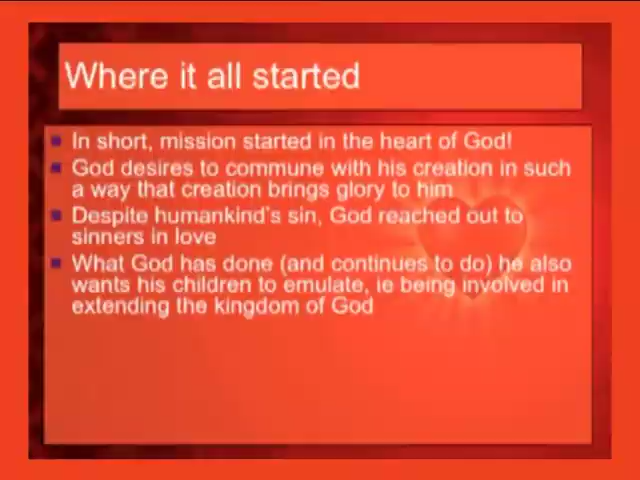 Where it all started
In short, mission started in the heart of God!
God desires to commune with his creation in such
a way that creation brings glory to him
Despite humankind's sin, God reached out to
sinners in love
What God has done (and continues to do) he also
wants his children to emulate, ie being involved in
extending the kingdom of God